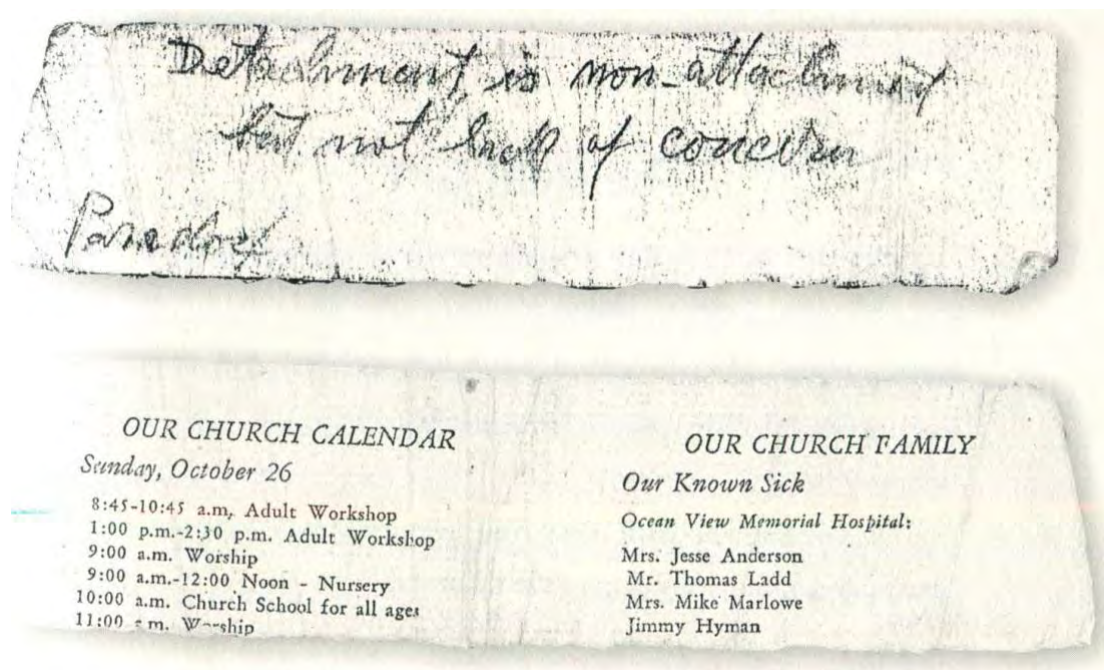 Detachment is non-attachment
but not lack of concern
Paradox
OUR CHURCH CALENDAR
Sunday, October 26
8:45-10:45 a.m. Adult Workshop
1:00 p.m.-2:30 p.m. Adult Workshop
9:00 a.m. Worship
9:00 a.m.-12:00 Noon - Nursery
10:00 a.m. Church School for all ages
11:00 a.m. Worship
OUR CHURCH FAMILY
Our Known Sick
Ocean View Memorial Hospital:
Mrs. Jesse Anderson
Mr. Thomas Ladd
Mrs. Mike Marlowe
Jimmy Hyman